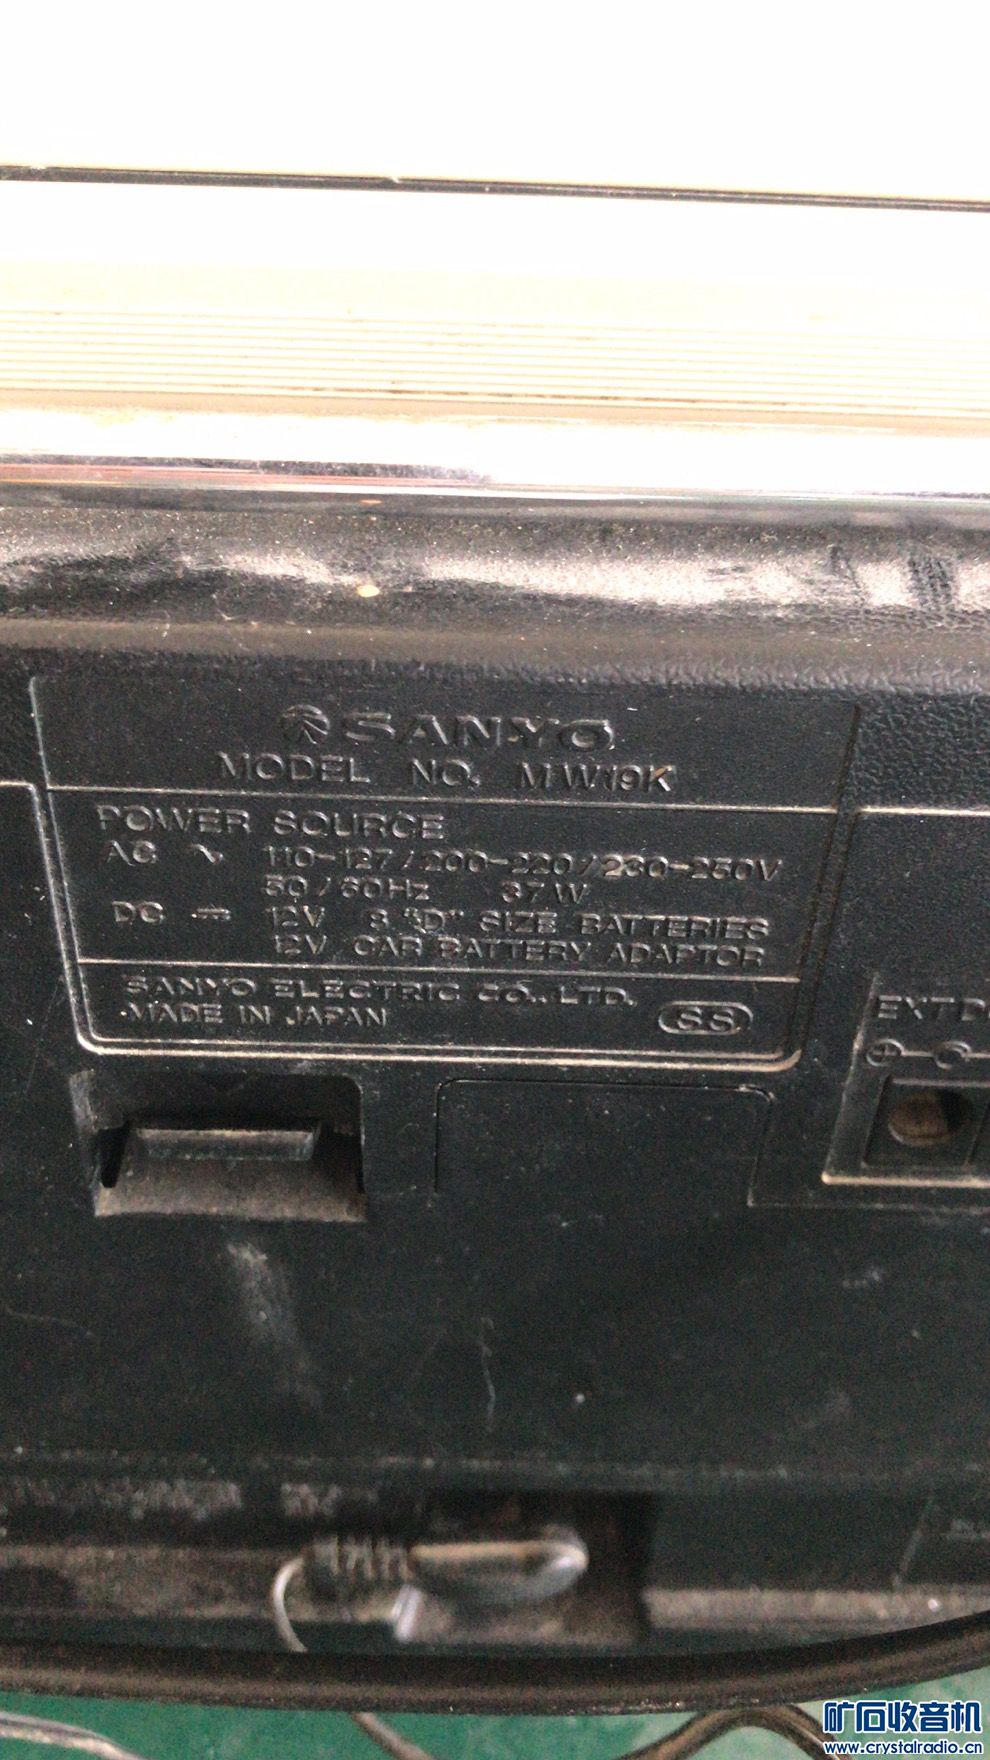 SANYO
MODEL NO. MW19K
POWER SOURCE
AC ~ 110-127/200-220/230-250V
50/60Hz 37W
DC ⎓ 12V 8 "D" SIZE BATTERIES
12V CAR BATTERY ADAPTOR
SANYO ELECTRIC CO., LTD.
MADE IN JAPAN
SS
EXT D
⊕
矿石收音机
www.crystalradio.cn